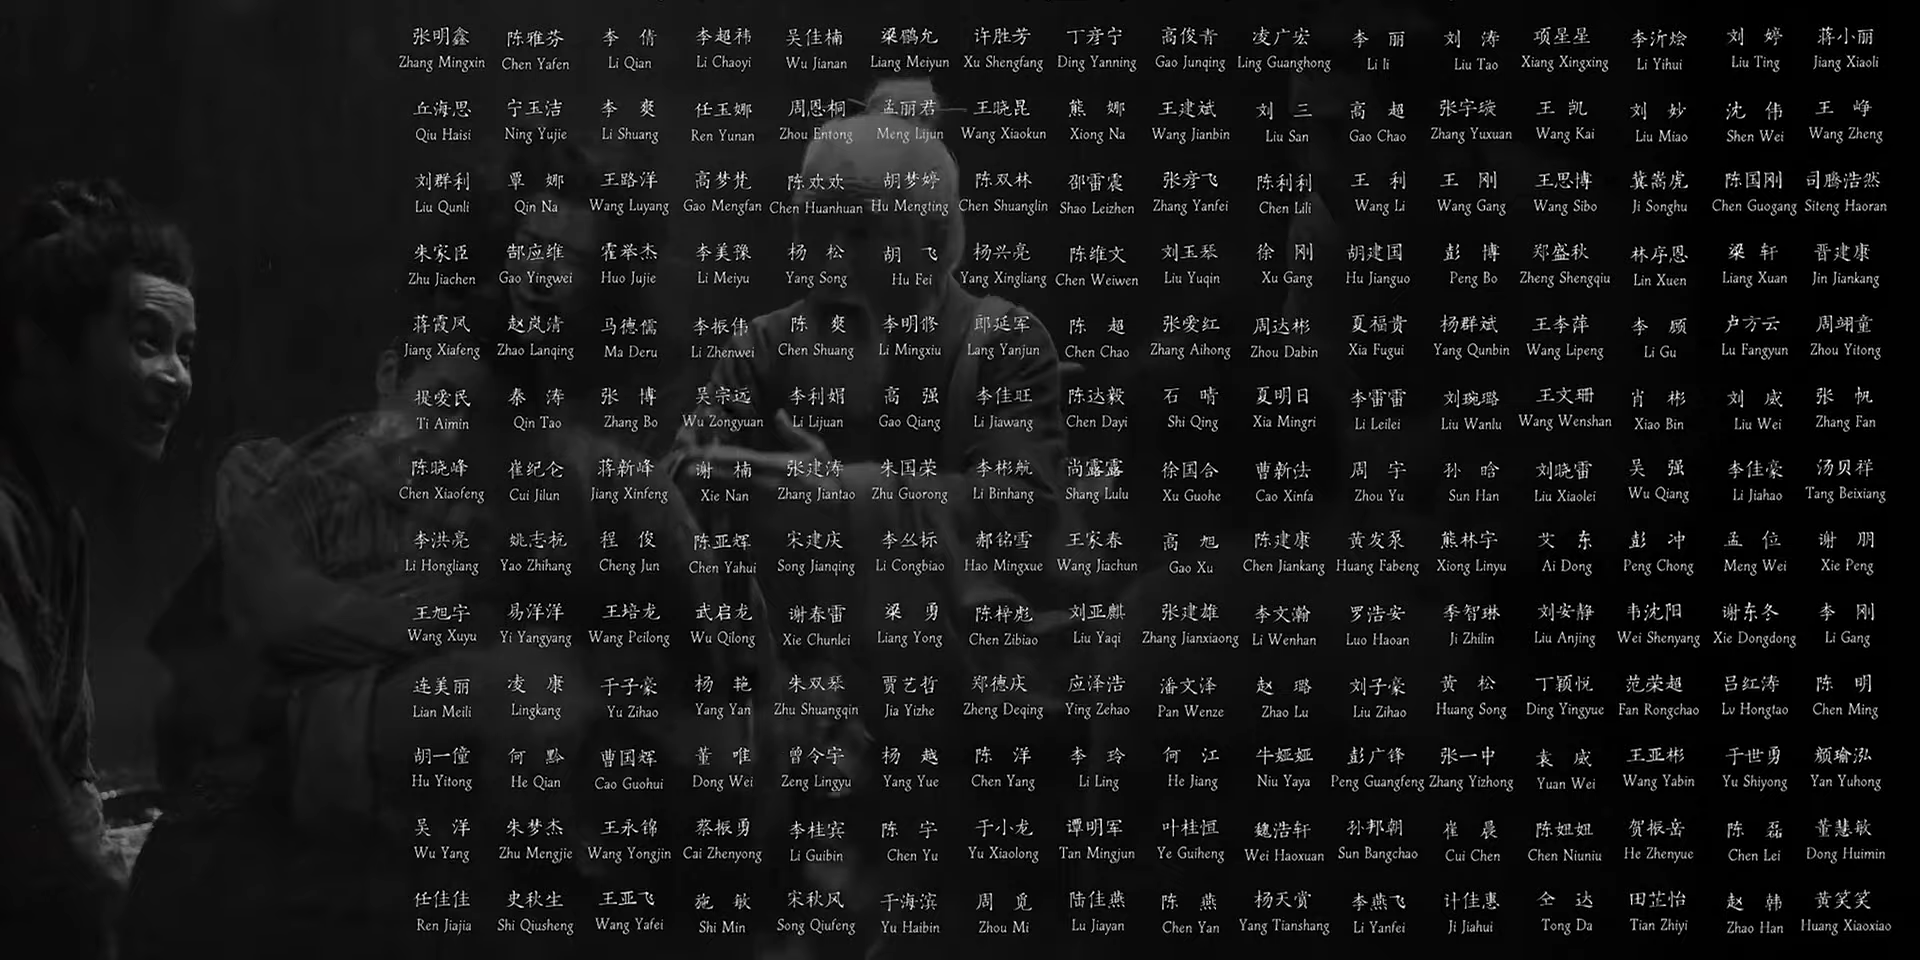 张明鑫 陈雅芬 李倩 李超祎 吴佳楠 梁鹛允 许胜芳 丁彦宁 高俊青 凌广宏 李丽 刘涛 项星星 李沂烩 刘婷 蒋小丽
Zhang Mingxin Chen Yafen Li Qian Li Chaoyi Wu Jianan Liang Meiyun Xu Shengfang Ding Yanning Gao Junqing Ling Guanghong Li li Liu Tao Xiang Xingxing Li Yihui Liu Ting Jiang Xiaoli
丘海思 宁玉洁 李爽 任玉娜 周恩桐 孟丽君 王晓昆 熊娜 王建斌 刘三 高超 张宇璇 王凯 刘妙 沈伟 王峥
Qiu Haisi Ning Yujie Li Shuang Ren Yunan Zhou Entong Meng Lijun Wang Xiaokun Xiong Na Wang Jianbin Liu San Gao Chao Zhang Yuxuan Wang Kai Liu Miao Shen Wei Wang Zheng
刘群利 覃娜 王路洋 高梦梵 陈欢欢 胡梦婷 陈双林 邵雷震 张彦飞 陈利利 王利 王刚 王思博 冀嵩虎 陈国刚 司腾浩然
Liu Qunli Qin Na Wang Luyang Gao Mengfan Chen Huanhuan Hu Mengting Chen Shuanglin Shao Leizhen Zhang Yanfei Chen Lili Wang Li Wang Gang Wang Sibo Ji Songhu Chen Guogang Siteng Haoran
朱家臣 郜应维 霍举杰 李美豫 杨松 胡飞 杨兴亮 陈维文 刘玉琴 徐刚 胡建国 彭博 郑盛秋 林序恩 梁轩 晋建康
Zhu Jiachen Gao Yingwei Huo Jujie Li Meiyu Yang Song Hu Fei Yang Xingliang Chen Weiwen Liu Yuqin Xu Gang Hu Jianguo Peng Bo Zheng Shengqiu Lin Xuen Liang Xuan Jin Jiankang
蒋霞凤 赵岚清 马德儒 李振伟 陈爽 李明修 郎延军 陈超 张爱红 周达彬 夏福贵 杨群斌 王李萍 李顾 卢方云 周翊童
Jiang Xiafeng Zhao Lanqing Ma Deru Li Zhenwei Chen Shuang Li Mingxiu Lang Yanjun Chen Chao Zhang Aihong Zhou Dabin Xia Fugui Yang Qunbin Wang Lipeng Li Gu Lu Fangyun Zhou Yitong
提爱民 秦涛 张博 吴宗远 李利娟 高强 李佳旺 陈达毅 石晴 夏明日 李雷雷 刘琬璐 王文珊 肖彬 刘威 张帆
Ti Aimin Qin Tao Zhang Bo Wu Zongyuan Li Lijuan Gao Qiang Li Jiawang Chen Dayi Shi Qing Xia Mingri Li Leilei Liu Wanlu Wang Wenshan Xiao Bin Liu Wei Zhang Fan
陈晓峰 崔纪仑 蒋新峰 谢楠 张建涛 朱国荣 李彬航 尚露露 徐国合 曹新法 周宇 孙晗 刘晓雷 吴强 李佳豪 汤贝祥
Chen Xiaofeng Cui Jilun Jiang Xinfeng Xie Nan Zhang Jiantao Zhu Guorong Li Binhang Shang Lulu Xu Guohe Cao Xinfa Zhou Yu Sun Han Liu Xiaolei Wu Qiang Li Jiahao Tang Beixiang
李洪亮 姚志杭 程俊 陈亚辉 宋建庆 李丛标 郝铭雪 王家春 高旭 陈建康 黄发泵 熊林宇 艾东 彭冲 孟位 谢朋
Li Hongliang Yao Zhihang Cheng Jun Chen Yahui Song Jianqing Li Congbiao Hao Mingxue Wang Jiachun Gao Xu Chen Jiankang Huang Fabeng Xiong Linyu Ai Dong Peng Chong Meng Wei Xie Peng
王旭宇 易洋洋 王培龙 武启龙 谢春雷 梁勇 陈梓彪 刘亚麒 张建雄 李文瀚 罗浩安 季智琳 刘安静 韦沈阳 谢东冬 李刚
Wang Xuyu Yi Yangyang Wang Peilong Wu Qilong Xie Chunlei Liang Yong Chen Zibiao Liu Yaqi Zhang Jianxiaong Li Wenhan Luo Haoan Ji Zhilin Liu Anjing Wei Shenyang Xie Dongdong Li Gang
连美丽 凌康 于子豪 杨艳 朱双琴 贾艺哲 郑德庆 应泽浩 潘文泽 赵璐 刘子豪 黄松 丁颖悦 范荣超 吕红涛 陈明
Lian Meili Lingkang Yu Zihao Yang Yan Zhu Shuangqin Jia Yizhe Zheng Deqing Ying Zehao Pan Wenze Zhao Lu Liu Zihao Huang Song Ding Yingyue Fan Rongchao Lv Hongtao Chen Ming
胡一僮 何黔 曹国辉 董唯 曾令宇 杨越 陈洋 李玲 何江 牛娅娅 彭广锋 张一中 袁威 王亚彬 于世勇 颜瑜泓
Hu Yitong He Qian Cao Guohui Dong Wei Zeng Lingyu Yang Yue Chen Yang Li Ling He Jiang Niu Yaya Peng Guangfeng Zhang Yizhong Yuan Wei Wang Yabin Yu Shiyong Yan Yuhong
吴洋 朱梦杰 王永锦 蔡振勇 李桂宾 陈宇 于小龙 谭明军 叶桂恒 魏浩轩 孙邦朝 崔晨 陈妞妞 贺振岳 陈磊 董慧敏
Wu Yang Zhu Mengjie Wang Yongjin Cai Zhenyong Li Guibin Chen Yu Yu Xiaolong Tan Mingjun Ye Guiheng Wei Haoxuan Sun Bangchao Cui Chen Chen Niuniu He Zhenyue Chen Lei Dong Huimin
任佳佳 史秋生 王亚飞 施敏 宋秋风 于海滨 周觅 陆佳燕 陈燕 杨天赏 李燕飞 计佳惠 仝达 田芷怡 赵韩 黄笑笑
Ren Jiajia Shi Qiusheng Wang Yafei Shi Min Song Qiufeng Yu Haibin Zhou Mi Lu Jiayan Chen Yan Yang Tianshang Li Yanfei Ji Jiahui Tong Da Tian Zhiyi Zhao Han Huang Xiaoxiao